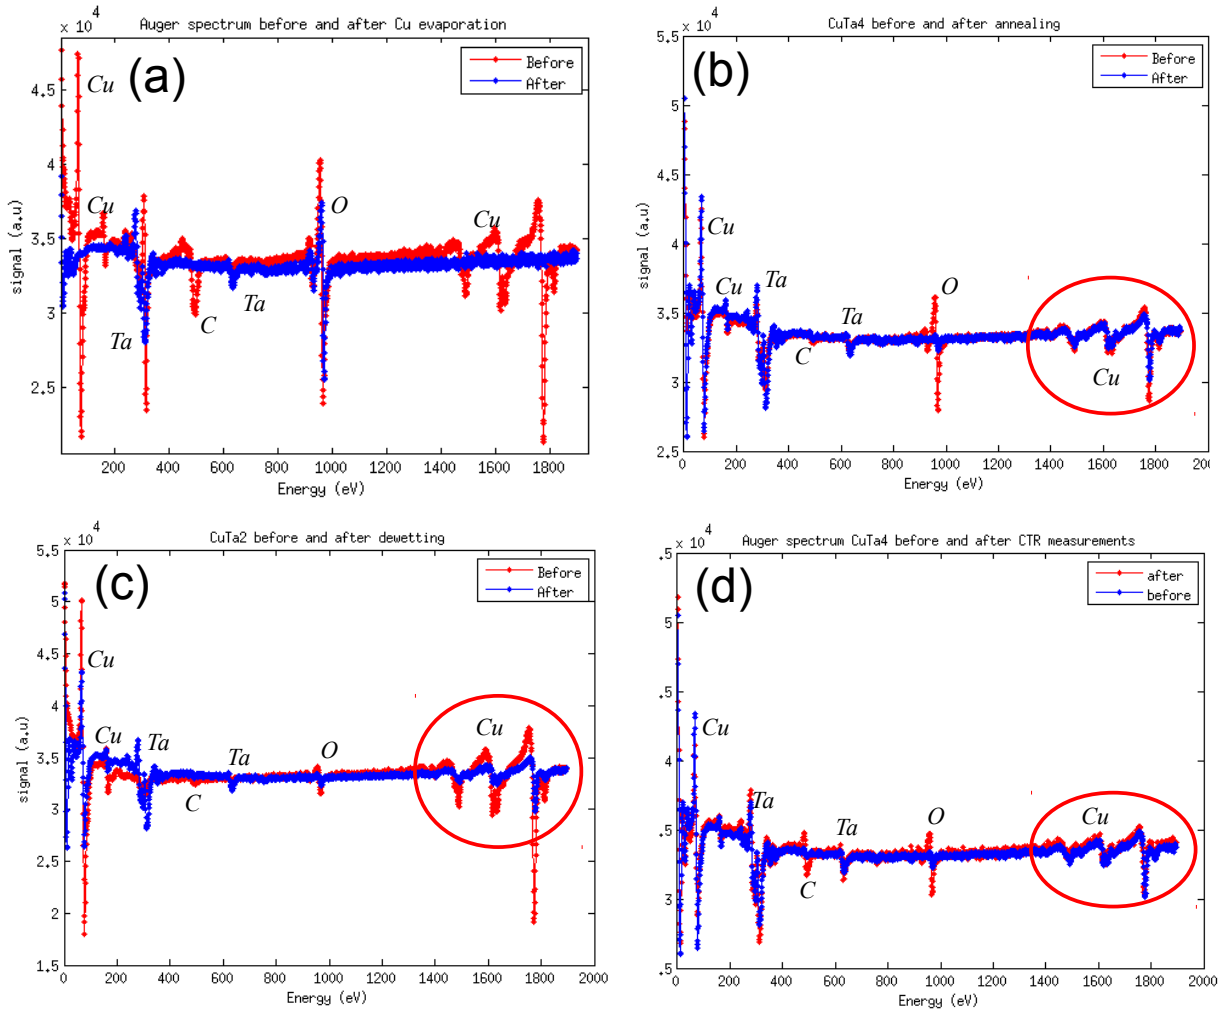 Auger spectrum before and after Cu evaporation
x 10^4
(a)
Before
After
Cu
Cu
Ta
C
Ta
O
Cu
4.5
4
3.5
3
2.5
signal (a.u)
200 400 600 800 1000 1200 1400 1600 1800
Energy (eV)
CuTa4 before and after annealing
x 10^4
(b)
Before
After
Cu
Cu
Ta
C
Ta
O
Cu
5.5
5
4.5
4
3.5
3
2.5
signal (a.u)
0 200 400 600 800 1000 1200 1400 1600 1800 200
Energy (eV)
CuTa2 before and after dewetting
x 10^4
(c)
Before
After
Cu
Cu
Ta
C
Ta
O
Cu
5.5
5
4.5
4
3.5
3
2.5
2
1.5
signal (a.u)
0 200 400 600 800 1000 1200 1400 1600 1800 2000
Energy (eV)
Auger spectrum CuTa4 before and after CTR measurements
x 10^4
(d)
after
before
Cu
Ta
C
Ta
O
Cu
.5
5
.5
4
.5
3
.5
0 200 400 600 800 1000 1200 1400 1600 1800 2000
Energy (eV)